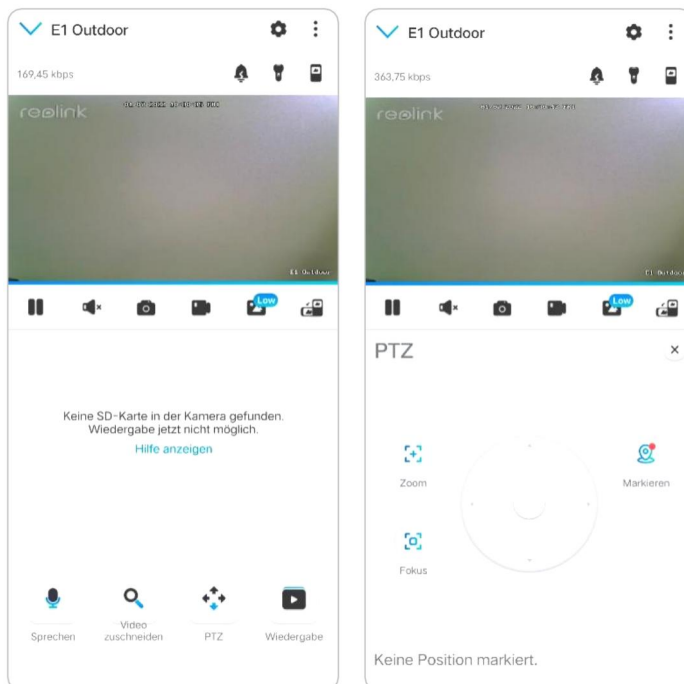 E1 Outdoor
169,45 kbps
reolink
E1 Outdoor
Low
Keine SD-Karte in der Kamera gefunden.
Wiedergabe jetzt nicht möglich.
Hilfe anzeigen
Sprechen
Video
zuschneiden
PTZ
Wiedergabe
E1 Outdoor
363,75 kbps
reolink
E1 Outdoor
Low
PTZ
Zoom
Markieren
Fokus
Keine Position markiert.